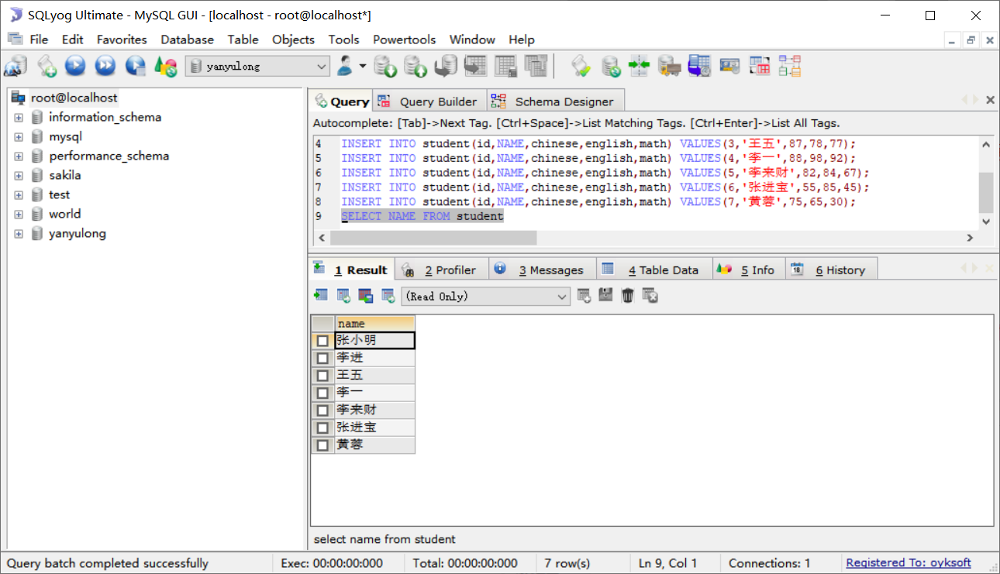 SQLyog Ultimate - MySQL GUI - [localhost - root@localhost*]
File Edit Favorites Database Table Objects Tools Powertools Window Help
yanyulong
root@localhost
information_schema
mysql
performance_schema
sakila
test
world
yanyulong
Query Query Builder Schema Designer
Autocomplete: [Tab]->Next Tag. [Ctrl+Space]->List Matching Tags. [Ctrl+Enter]->List All Tags.
4 INSERT INTO student(id,NAME,chinese,english,math) VALUES(3,'王五',87,78,77);
5 INSERT INTO student(id,NAME,chinese,english,math) VALUES(4,'李一',88,98,92);
6 INSERT INTO student(id,NAME,chinese,english,math) VALUES(5,'李来财',82,84,67);
7 INSERT INTO student(id,NAME,chinese,english,math) VALUES(6,'张进宝',55,85,45);
8 INSERT INTO student(id,NAME,chinese,english,math) VALUES(7,'黄蓉',75,65,30);
9 SELECT NAME FROM student
1 Result 2 Profiler 3 Messages 4 Table Data 5 Info 18 6 History
(Read Only)
name
张小明
李进
王五
李一
李来财
张进宝
黄蓉
select name from student
Query batch completed successfully Exec: 00:00:00:000 Total: 00:00:00:000 7 row(s) Ln 9, Col 1 Connections: 1 Registered To: oyksoft